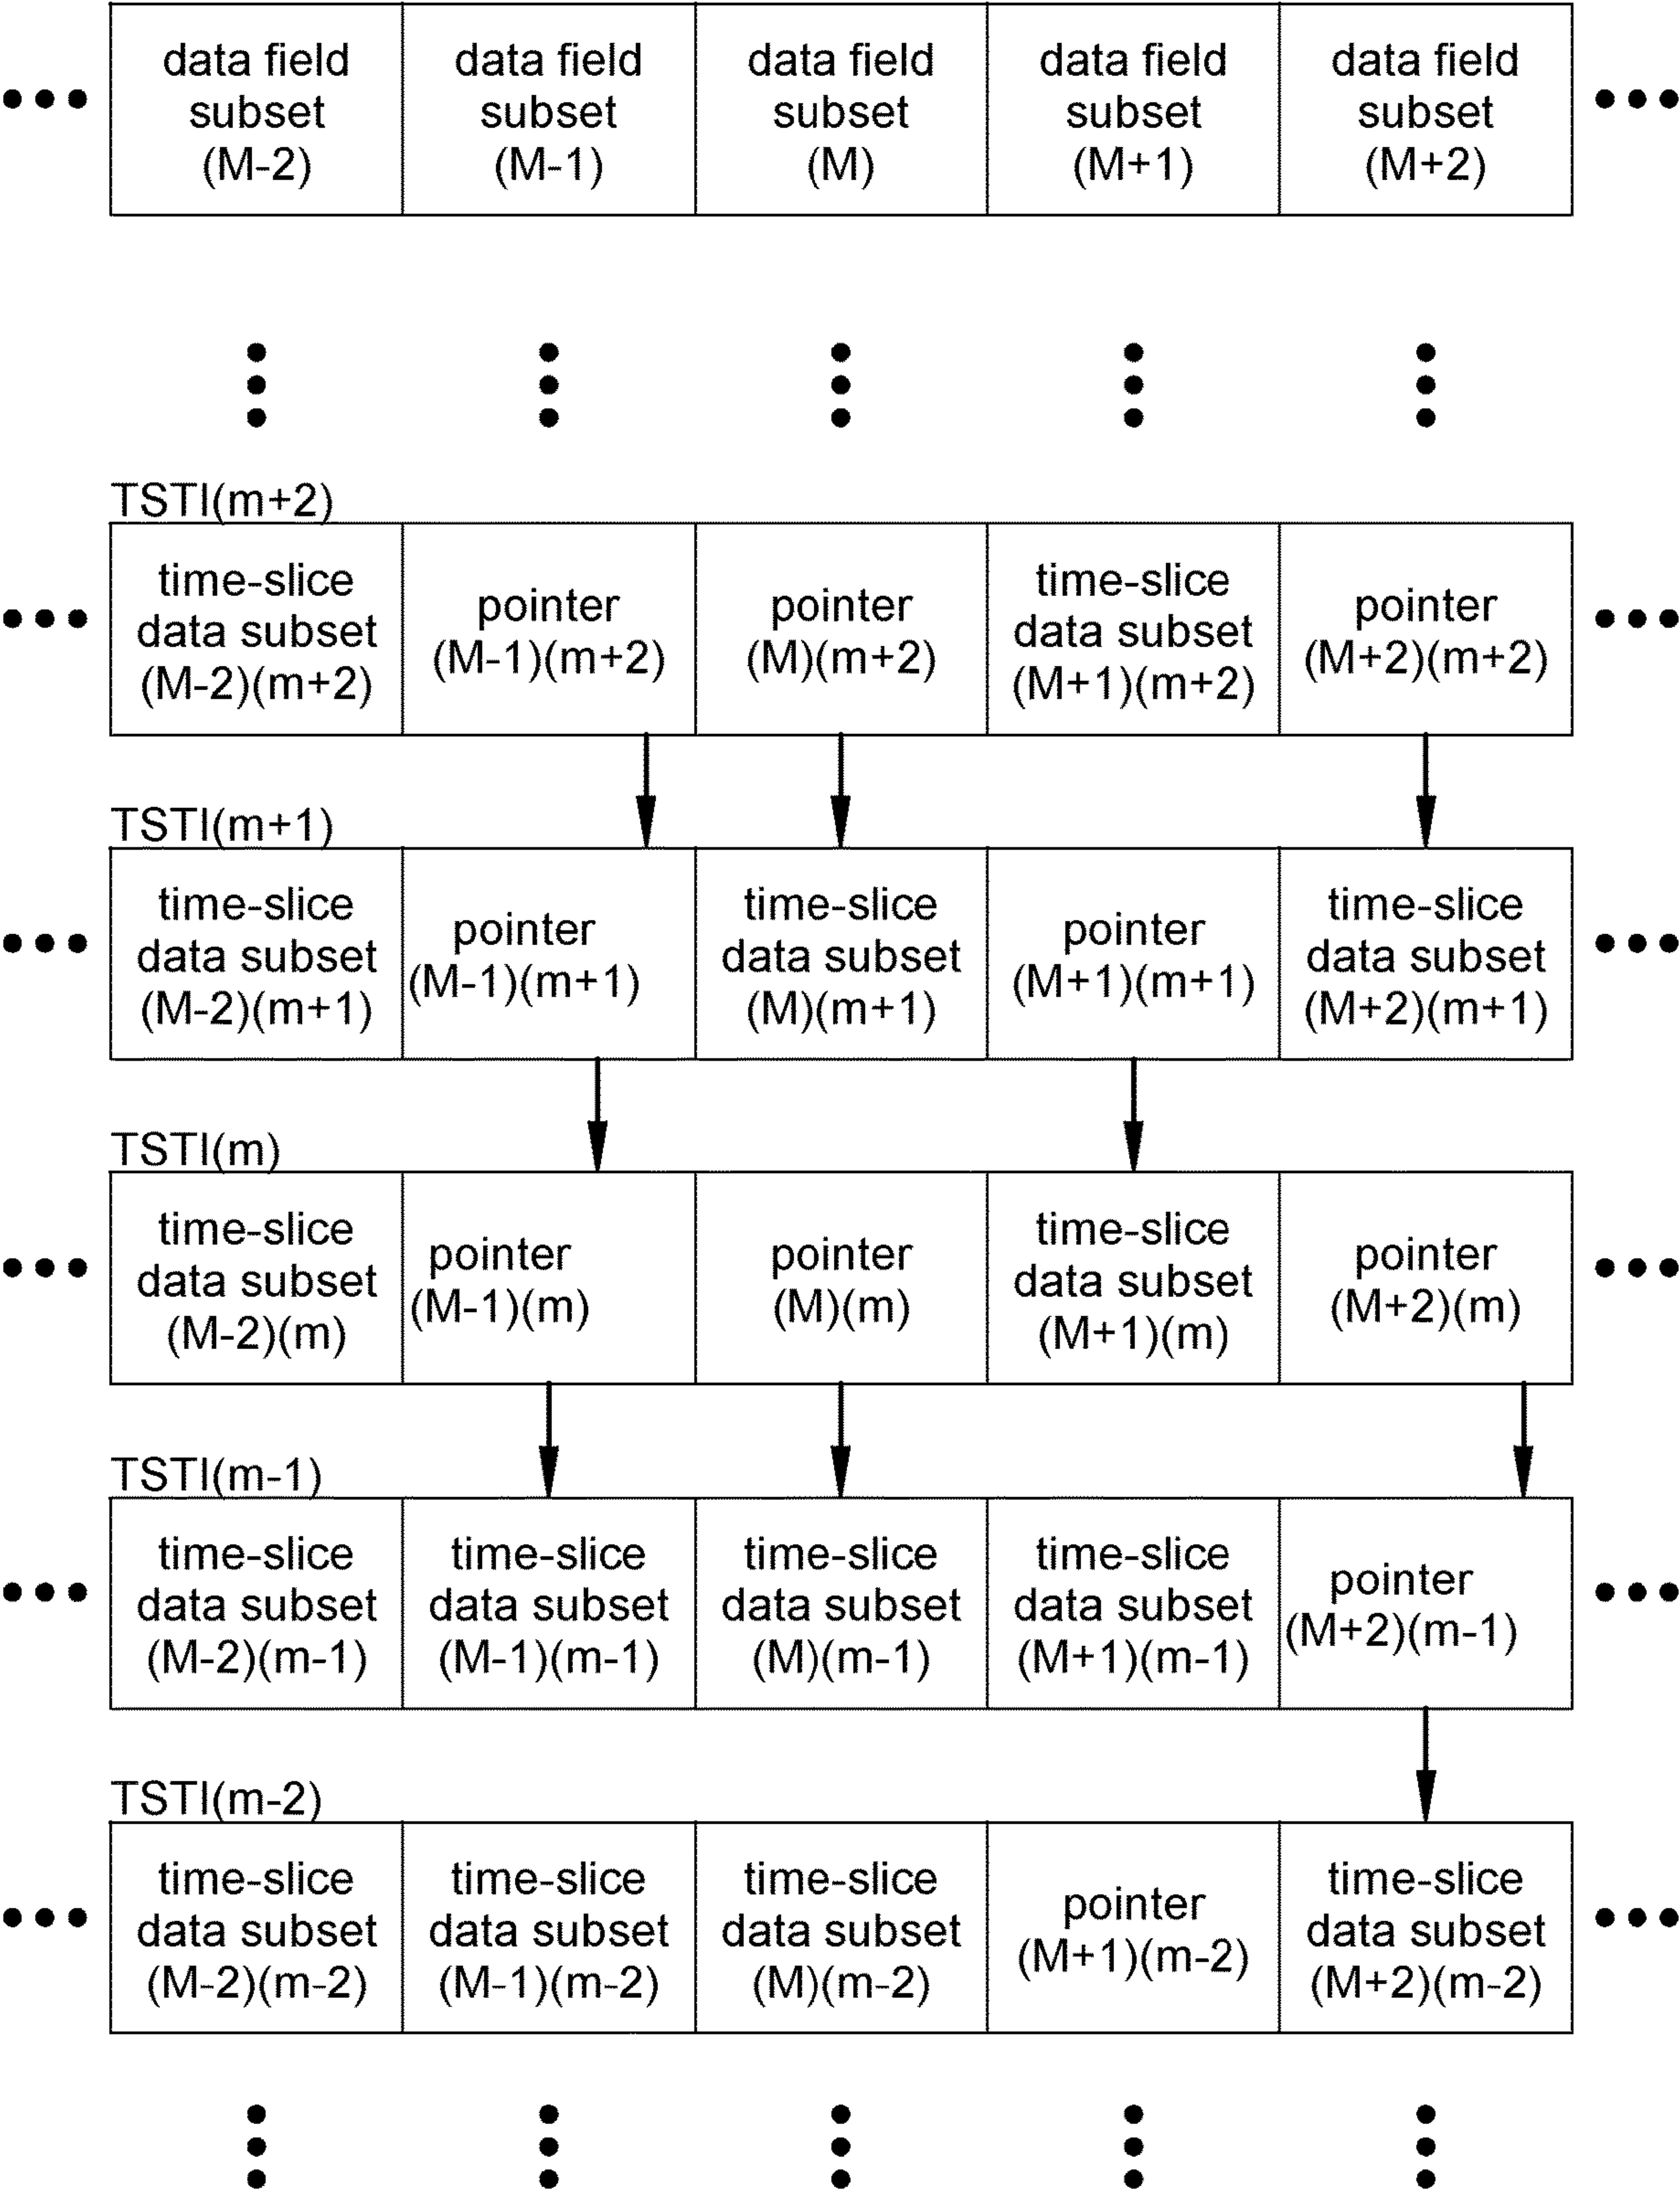 data field
subset
(M-2)
data field
subset
(M-1)
data field
subset
(M)
data field
subset
(M+1)
data field
subset
(M+2)
TSTI(m+2)
time-slice
data subset
(M-2)(m+2)
pointer
(M-1)(m+2)
pointer
(M)(m+2)
time-slice
data subset
(M+1)(m+2)
pointer
(M+2)(m+2)
TSTI(m+1)
time-slice
data subset
(M-2)(m+1)
pointer
(M-1)(m+1)
time-slice
data subset
(M)(m+1)
pointer
(M+1)(m+1)
time-slice
data subset
(M+2)(m+1)
TSTI(m)
time-slice
data subset
(M-2)(m)
pointer
(M-1)(m)
pointer
(M)(m)
time-slice
data subset
(M+1)(m)
pointer
(M+2)(m)
TSTI(m-1)
time-slice
data subset
(M-2)(m-1)
time-slice
data subset
(M-1)(m-1)
time-slice
data subset
(M)(m-1)
time-slice
data subset
(M+1)(m-1)
pointer
(M+2)(m-1)
TSTI(m-2)
time-slice
data subset
(M-2)(m-2)
time-slice
data subset
(M-1)(m-2)
time-slice
data subset
(M)(m-2)
pointer
(M+1)(m-2)
time-slice
data subset
(M+2)(m-2)